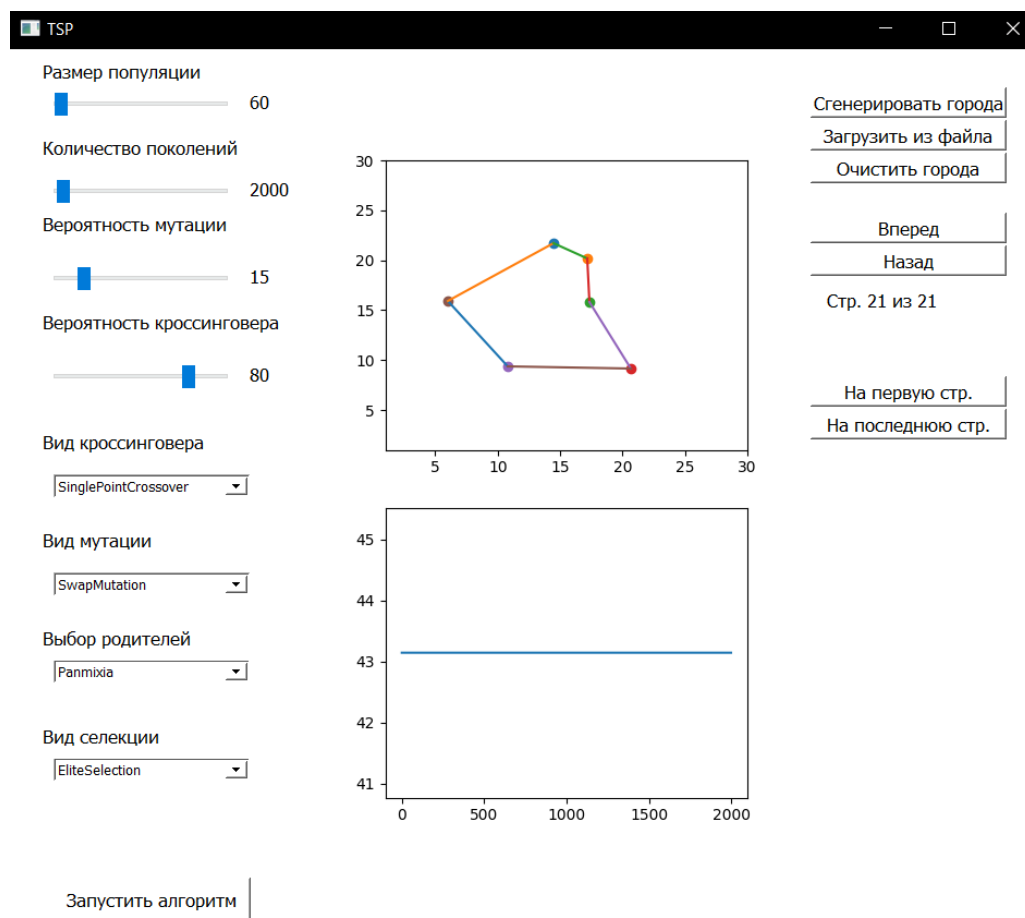 TSP
Размер популяции
60
Количество поколений
2000
Вероятность мутации
15
Вероятность кроссинговера
80
Вид кроссинговера
SinglePointCrossover
Вид мутации
SwapMutation
Выбор родителей
Panmixia
Вид селекции
EliteSelection
Запустить алгоритм
30
25
20
15
10
5
5 10 15 20 25 30
45
44
43
42
41
0 500 1000 1500 2000
Сгенерировать города
Загрузить из файла
Очистить города
Вперед
Назад
Стр. 21 из 21
На первую стр.
На последнюю стр.